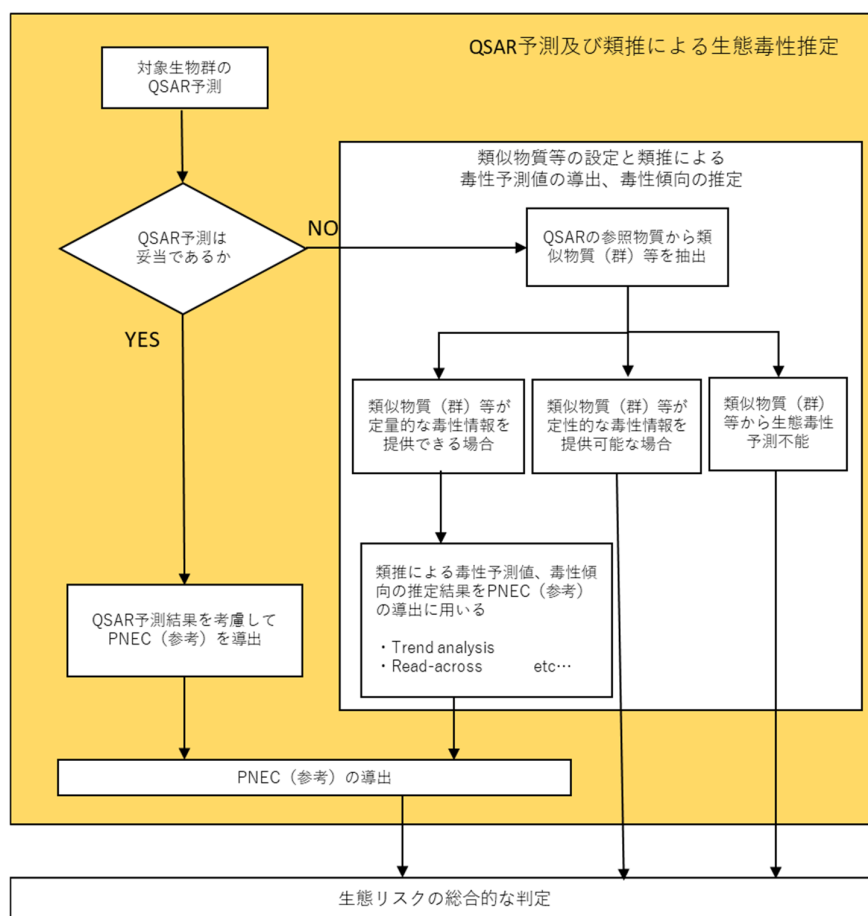 QSAR予測及び類推による生態毒性推定
対象生物群の
QSAR予測
類似物質等の設定と類推による
毒性予測値の導出、毒性傾向の推定
QSAR予測は
妥当であるか
NO
QSARの参照物質から類
似物質（群）等を抽出
YES
類似物質（群）等が
定量的な毒性情報を
提供できる場合
類似物質（群）等が
定性的な毒性情報を
提供可能な場合
類似物質（群）
等から生態毒性
予測不能
類推による毒性予測値、毒性傾
向の推定結果をPNEC（参考）
の導出に用いる
・Trend analysis
・Read-across etc…
QSAR予測結果を考慮して
PNEC（参考）を導出
PNEC（参考）の導出
生態リスクの総合的な判定